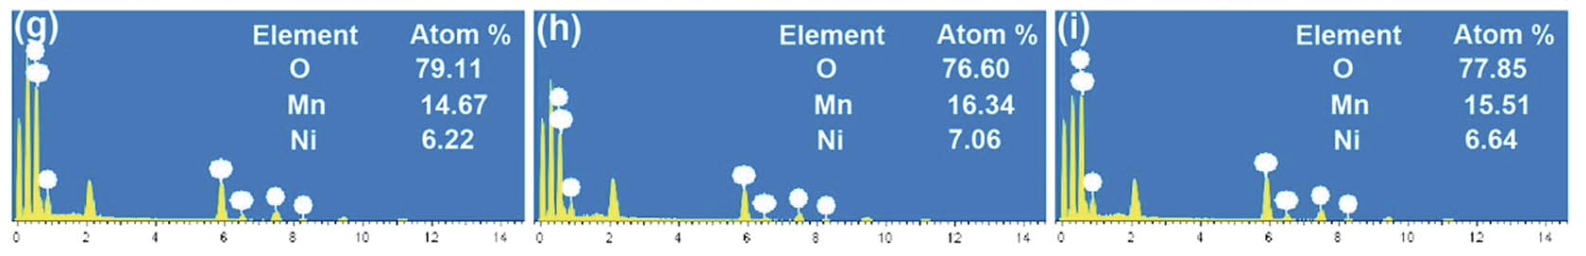 (g)
Element Atom %
O 79.11
Mn 14.67
Ni 6.22
0 2 4 6 8 10 12 14
(h)
Element Atom %
O 76.60
Mn 16.34
Ni 7.06
0 2 4 6 8 10 12 14
(i)
Element Atom %
O 77.85
Mn 15.51
Ni 6.64
0 2 4 6 8 10 12 14